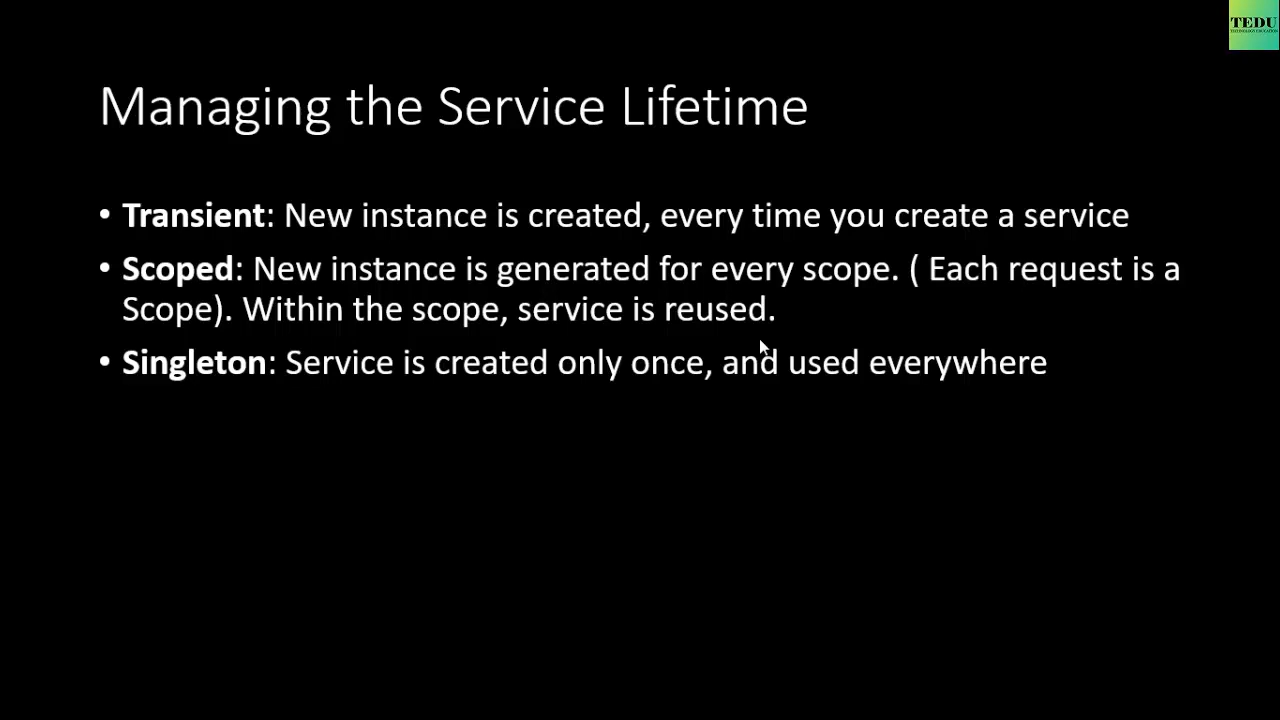 TEDU
TECHNOLOGY EDUCATION
Managing the Service Lifetime
• Transient: New instance is created, every time you create a service
• Scoped: New instance is generated for every scope. ( Each request is a
Scope). Within the scope, service is reused.
• Singleton: Service is created only once, and used everywhere